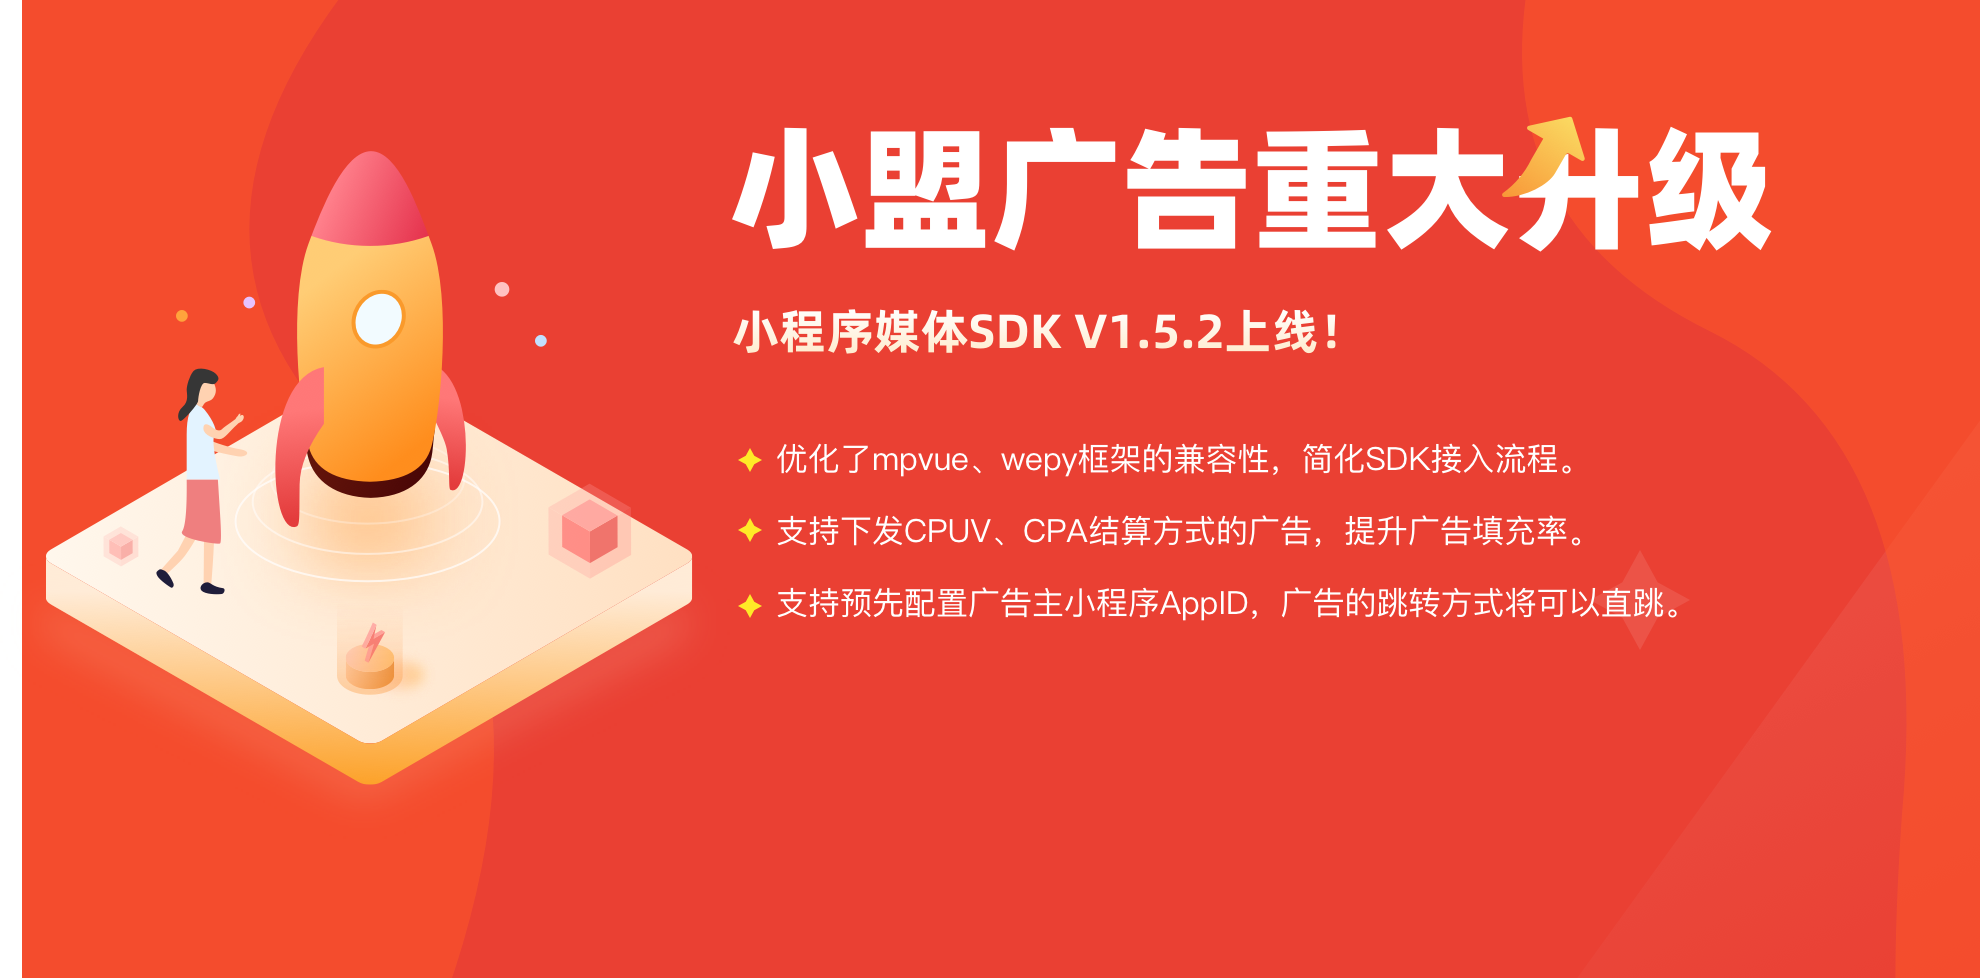 小盟广告重大升级
小程序媒体SDK V1.5.2上线！
优化了mpvue、wepy框架的兼容性，简化SDK接入流程。
支持下发CPUV、CPA结算方式的广告，提升广告填充率。
支持预先配置广告主小程序AppID，广告的跳转方式将可以直跳。